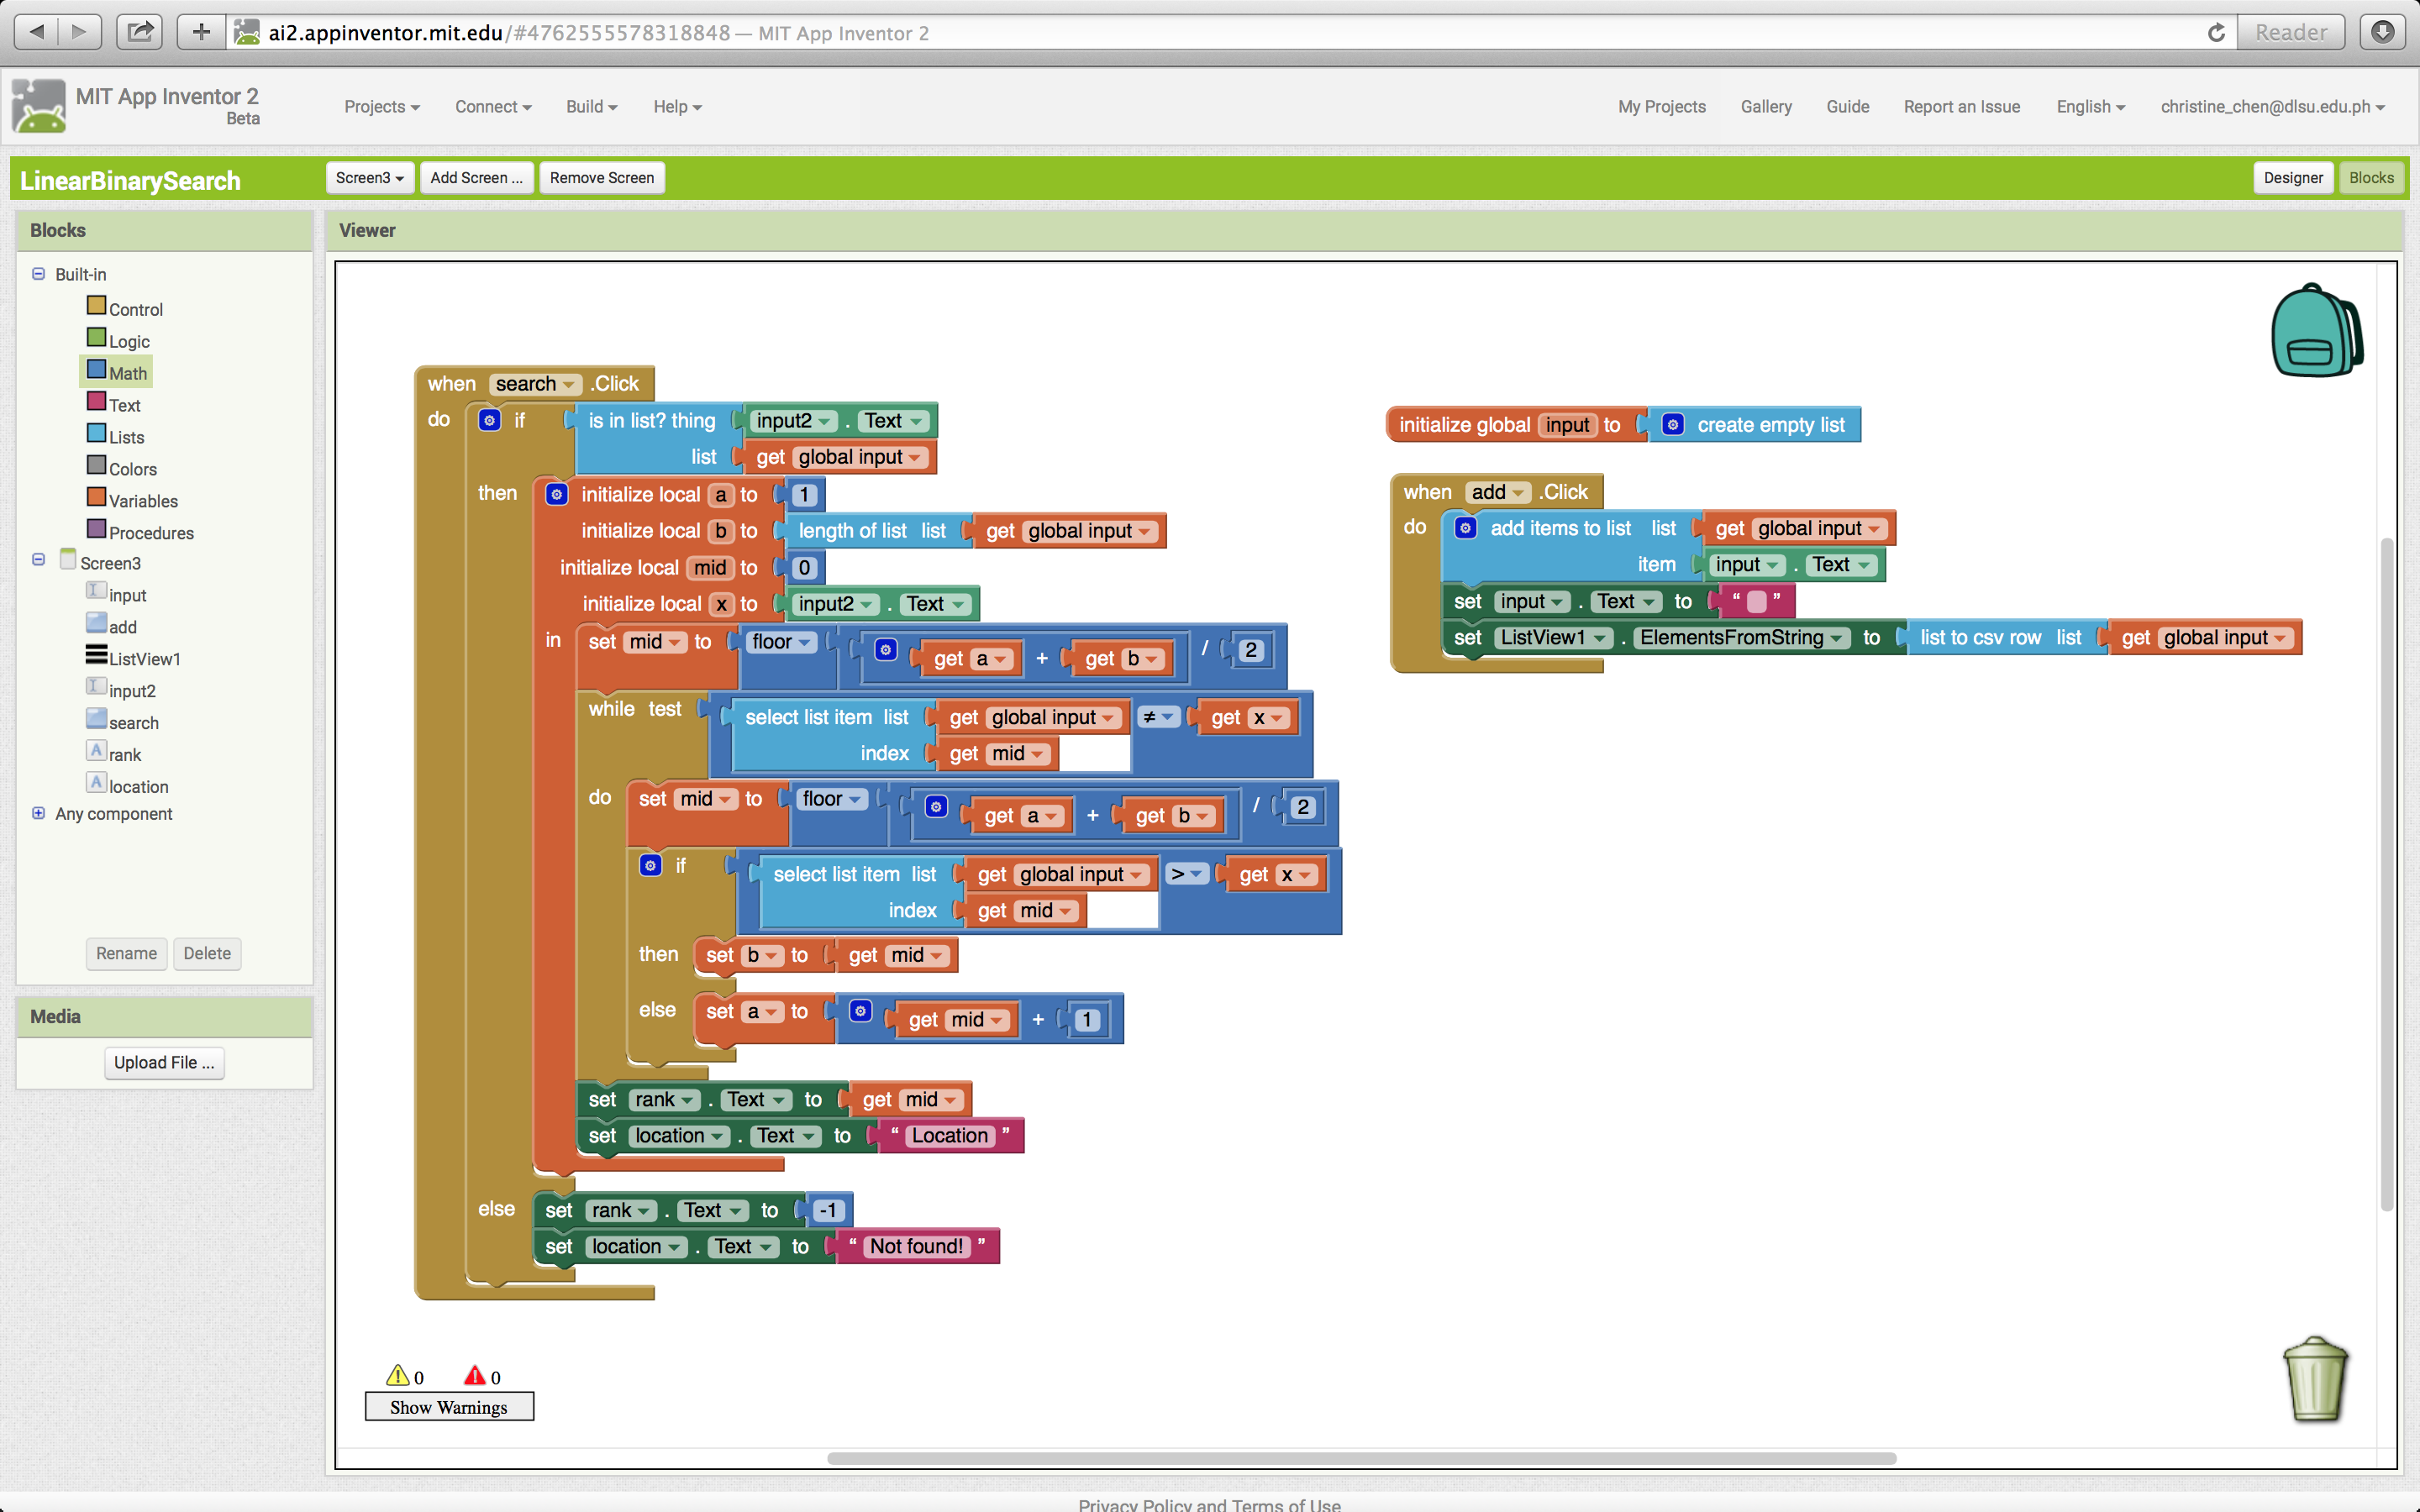 ai2.appinventor.mit.edu/#4762555578318848 — MIT App Inventor 2
Reader
MIT App Inventor 2
Beta
Projects
Connect
Build
Help
My Projects
Gallery
Guide
Report an Issue
English
christine_chen@dlsu.edu.ph
LinearBinarySearch
Screen3
Add Screen ...
Remove Screen
Designer
Blocks
Blocks
Built-in
Control
Logic
Math
Text
Lists
Colors
Variables
Procedures
Screen3
input
add
ListView1
input2
search
rank
location
Any component
Rename
Delete
Media
Upload File ...
Viewer
when search .Click
do if is in list? thing input2 . Text
list get global input
then initialize local a to 1
initialize local b to length of list list get global input
initialize local mid to 0
initialize local x to input2 . Text
in set mid to floor get a + get b / 2
while test select list item list get global input ≠ get x
index get mid
do set mid to floor get a + get b / 2
if select list item list get global input > get x
index get mid
then set b to get mid
else set a to get mid + 1
set rank . Text to get mid
set location . Text to “ Location ”
else set rank . Text to -1
set location . Text to “ Not found! ”
initialize global input to create empty list
when add .Click
do add items to list list get global input
item input . Text
set input . Text to “ ”
set ListView1 . ElementsFromString to list to csv row list get global input
0 0
Show Warnings
Privacy Policy and Terms of Use